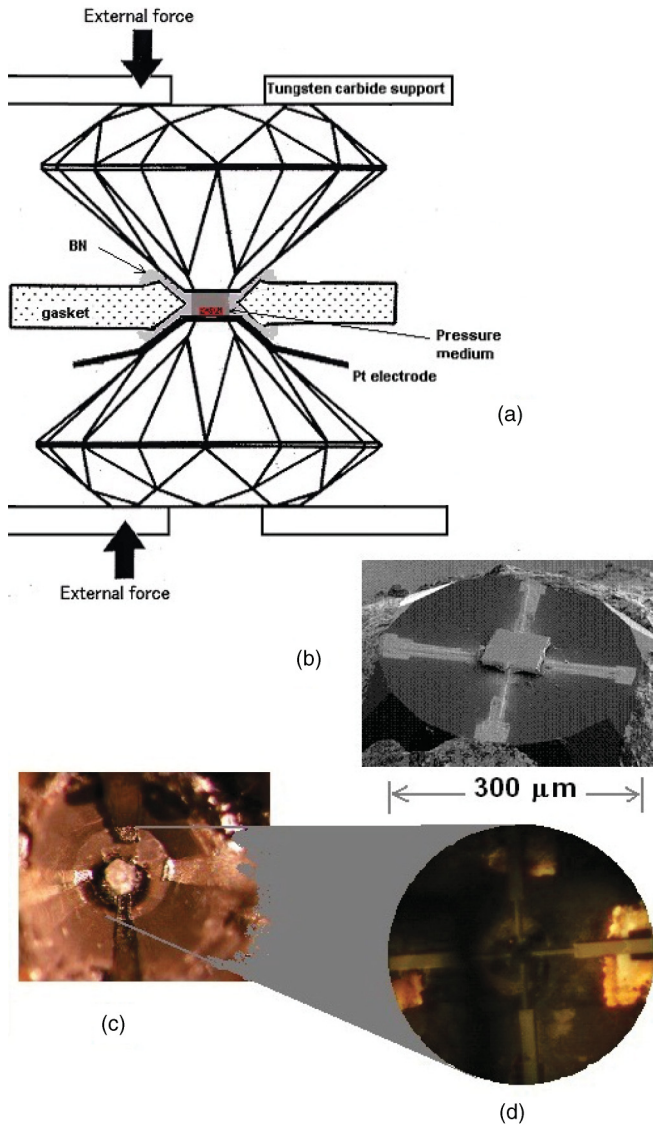 External force
Tungsten carbide support
BN
gasket
Pressure
medium
Pt electrode
(a)
External force
(b)
300 µm
(c)
(d)